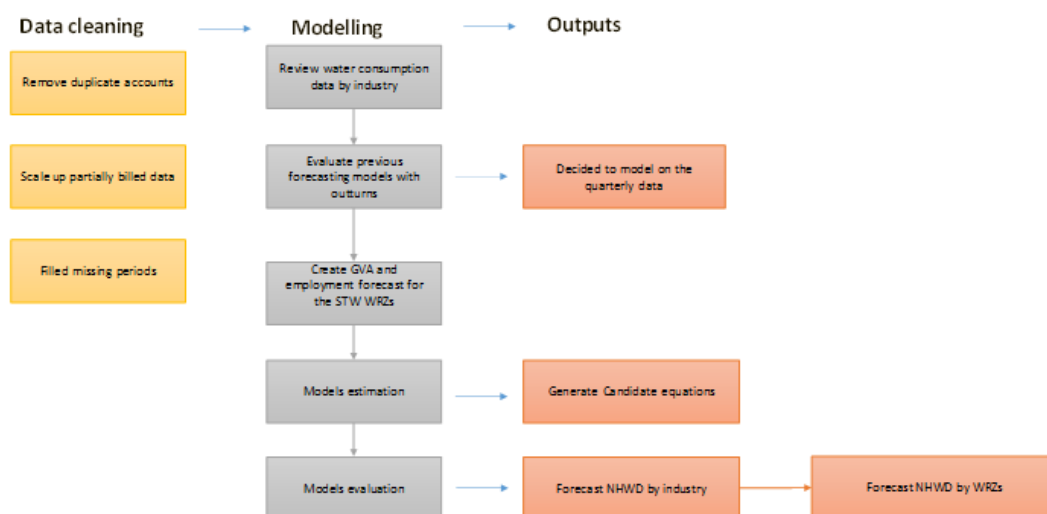 Data cleaning
Modelling
Outputs
Remove duplicate accounts
Scale up partially billed data
Filled missing periods
Review water consumption
data by industry
Evaluate previous
forecasting models with
outturns
Create GVA and
employment forecast for
the STW WRZs
Models estimation
Models evaluation
Decided to model on the
quarterly data
Generate Candidate equations
Forecast NHWD by industry
Forecast NHWD by WRZs